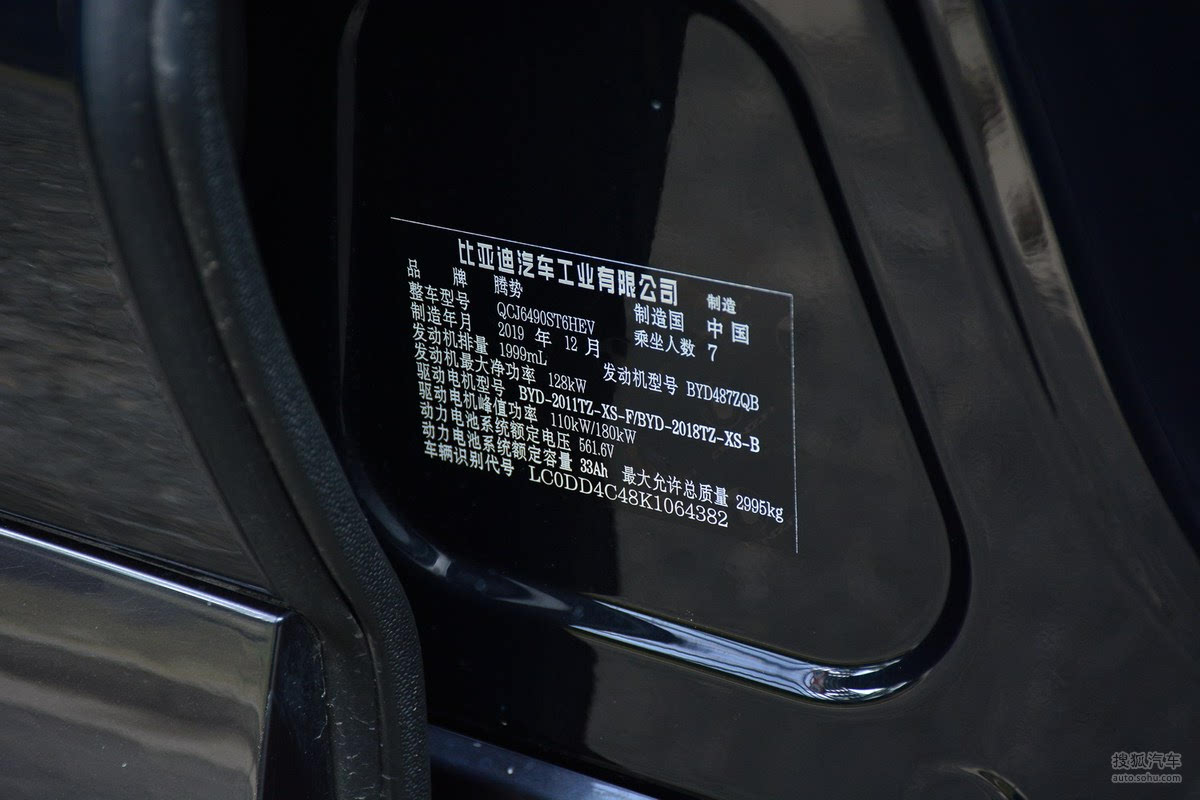 比亚迪汽车工业有限公司 制造
品 牌 腾势 制造国 中国
整车型号 QCJ6490ST6HEV 乘坐人数 7
制造年月 2019 年 12 月
发动机排量 1999mL 发动机型号 BYD487ZQB
发动机最大净功率 128kW
驱动电机型号 BYD-2011TZ-XS-F/BYD-2018TZ-XS-B
驱动电机峰值功率 110kW/180kW
动力电池系统额定电压 561.6V
动力电池系统额定容量 33Ah 最大允许总质量 2995kg
车辆识别代号 LC0DD4C48K1064382
搜狐汽车
auto.sohu.com